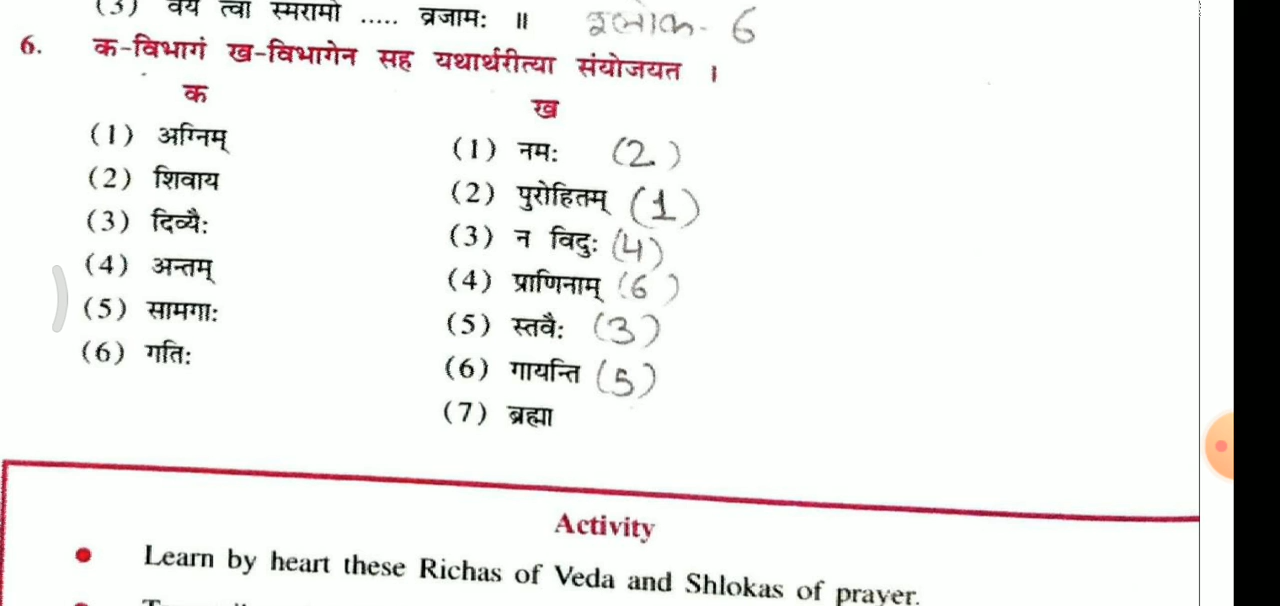 (3) वयं त्वा स्मरामो ..... व्रजामः ॥ श्लोक- 6
6. क-विभागं ख-विभागेन सह यथार्थरीत्या संयोजयत ।
क ख
(1) अग्निम् (1) नमः (2)
(2) शिवाय (2) पुरोहितम् (1)
(3) दिव्यैः (3) न विदुः (4)
(4) अन्तम् (4) प्राणिनाम् (6)
(5) सामगाः (5) स्तवैः (3)
(6) गतिः (6) गायन्ति (5)
(7) ब्रह्मा
Activity
Learn by heart these Richas of Veda and Shlokas of prayer.